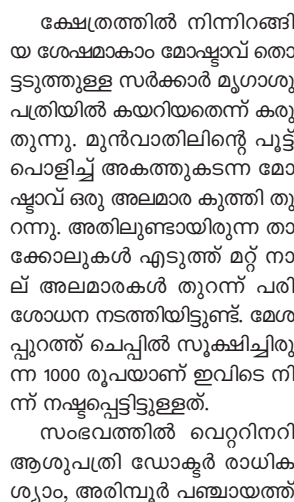 ക്ഷേത്രത്തിൽ നിന്നിറങ്ങി
യ ശേഷമാകാം മോഷ്ടാവ് തൊ
ട്ടടുത്തുള്ള സർക്കാർ മൃഗാശു
പത്രിയിൽ കയറിയതെന്ന് കരു
തുന്നു. മുൻവാതിലിന്റെ പൂട്ട്
പൊളിച്ച് അകത്തുകടന്ന മോ
ഷ്ടാവ് ഒരു അലമാര കുത്തി തു
റന്നു. അതിലുണ്ടായിരുന്ന താ
ക്കോലുകൾ എടുത്ത് മറ്റ് നാ
ല് അലമാരകൾ തുറന്ന് പരി
ശോധന നടത്തിയിട്ടുണ്ട്. മേശ
പ്പുറത്ത് ചെപ്പിൽ സൂക്ഷിച്ചിരു
ന്ന 1000 രൂപയാണ് ഇവിടെ നി
ന്ന് നഷ്ടപ്പെട്ടിട്ടുള്ളത്.
സംഭവത്തിൽ വെറ്ററിനറി
ആശുപത്രി ഡോക്ടർ രാധിക
ശ്യാം, അരിമ്പൂർ പഞ്ചായത്ത്